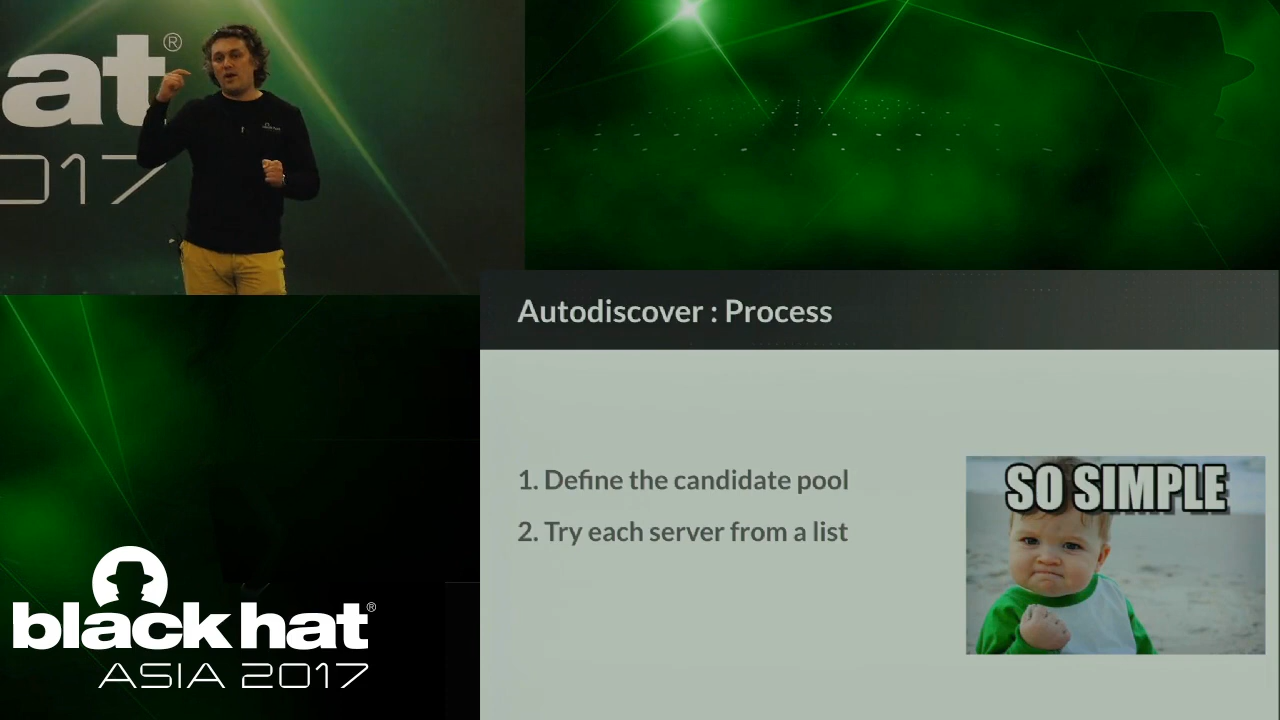 at®
017
Autodiscover : Process
1. Define the candidate pool
2. Try each server from a list
SO SIMPLE
black hat®
ASIA 2017